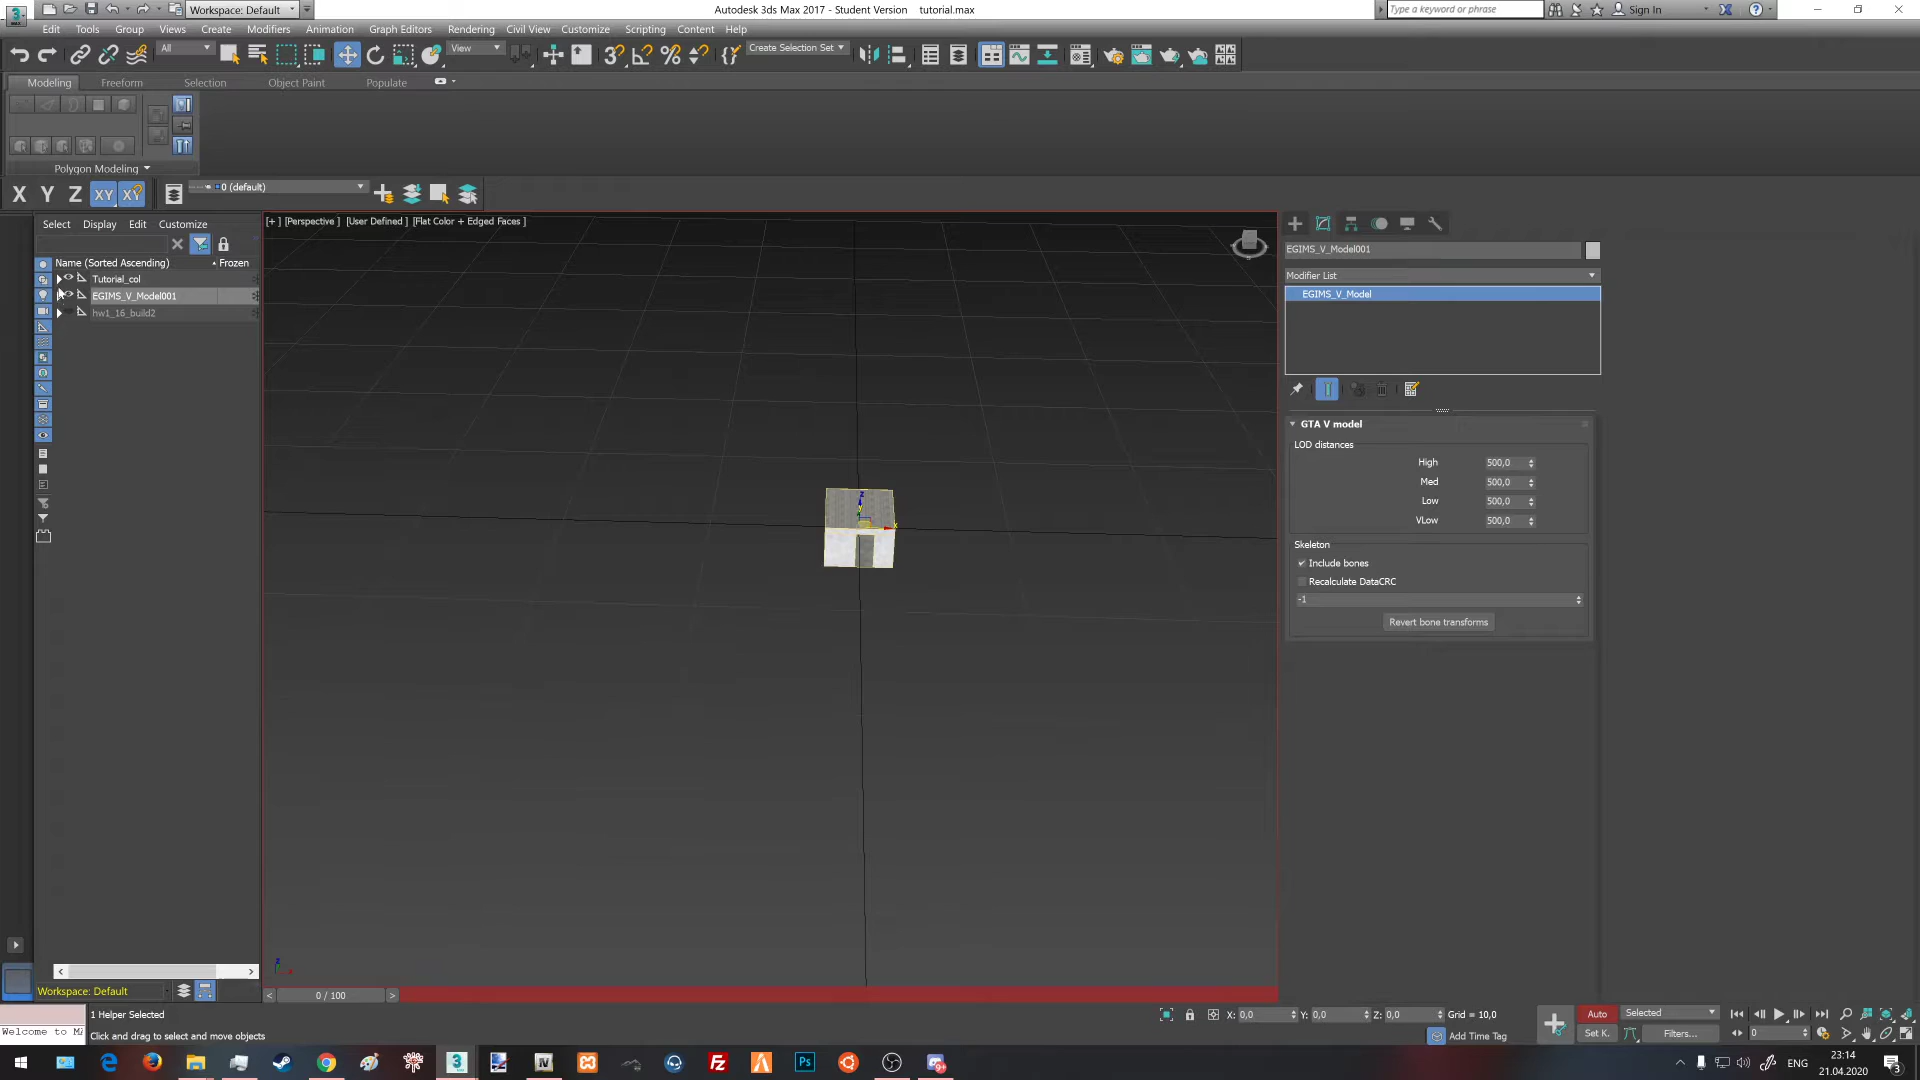 Workspace: Default
Autodesk 3ds Max 2017 - Student Version tutorial.max
Type a keyword or phrase
Sign In
Edit Tools Group Views Create Modifiers Animation Graph Editors Rendering Civil View Customize Scripting Content Help
All
View
Create Selection Set
Modeling Freeform Selection Object Paint Populate
Polygon Modeling
X Y Z XY XY
0 (default)
Select Display Edit Customize
[+] [Perspective ] [User Defined ] [Flat Color + Edged Faces ]
Name (Sorted Ascending) Frozen
Tutorial_col
EGIMS_V_Model001
hw1_16_build2
EGIMS_V_Model001
Modifier List
EGIMS_V_Model
GTA V model
LOD distances
High 500,0
Med 500,0
Low 500,0
VLow 500,0
Skeleton
Include bones
Recalculate DataCRC
-1
Revert bone transforms
z
x
Workspace: Default
0 / 100
1 Helper Selected
Click and drag to select and move objects
X: 0,0 Y: 0,0 Z: 0,0 Grid = 10,0
Add Time Tag
Auto
Selected
Set K.
Filters...
0
ENG
23:14
21.04.2020